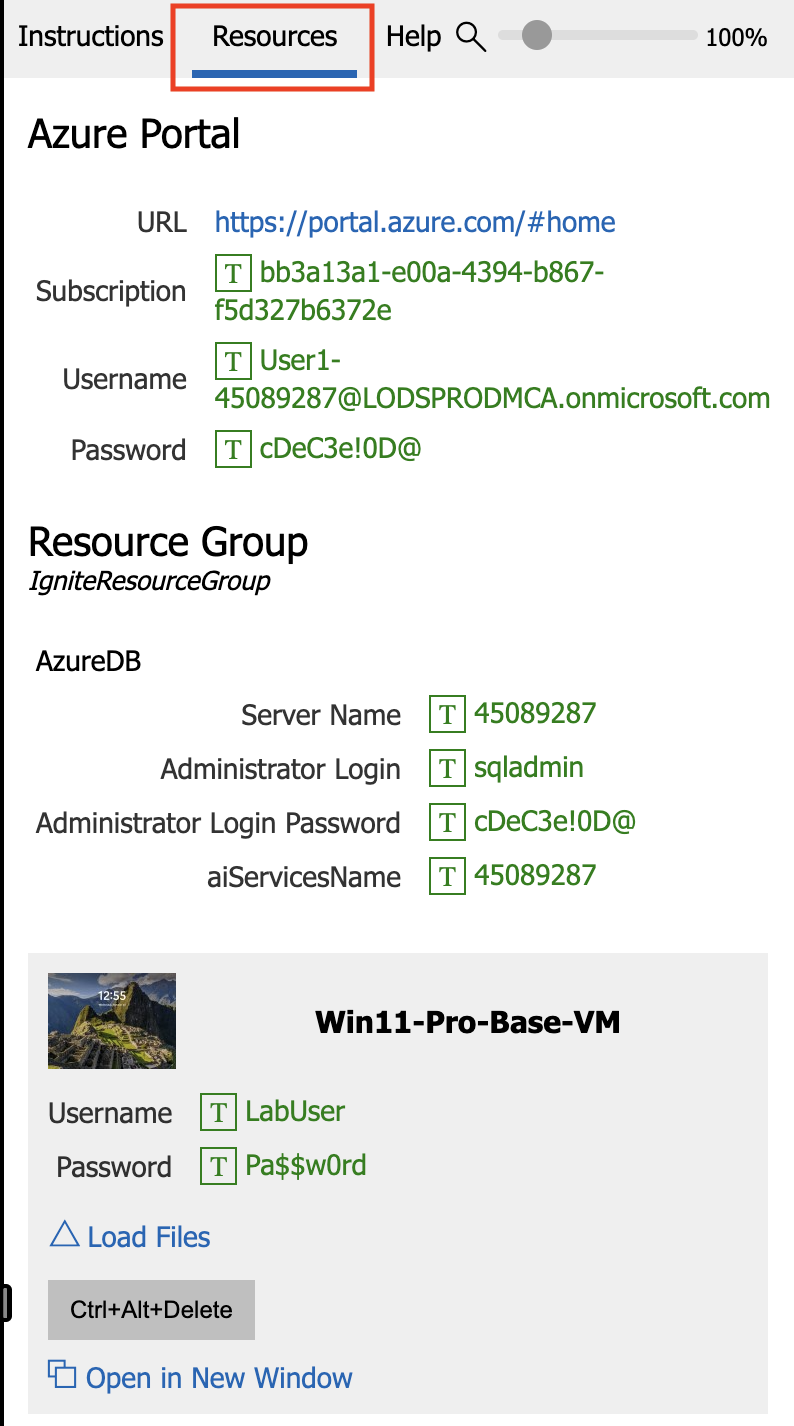 Instructions Resources Help 100%
Azure Portal
URL https://portal.azure.com/#home
Subscription T bb3a13a1-e00a-4394-b867-
f5d327b6372e
Username T User1-
45089287@LODSPRODMCA.onmicrosoft.com
Password T cDeC3e!0D@
Resource Group
IgniteResourceGroup
AzureDB
Server Name T 45089287
Administrator Login T sqladmin
Administrator Login Password T cDeC3e!0D@
aiServicesName T 45089287
12:55
Win11-Pro-Base-VM
Username T LabUser
Password T Pa$$w0rd
Load Files
Ctrl+Alt+Delete
Open in New Window